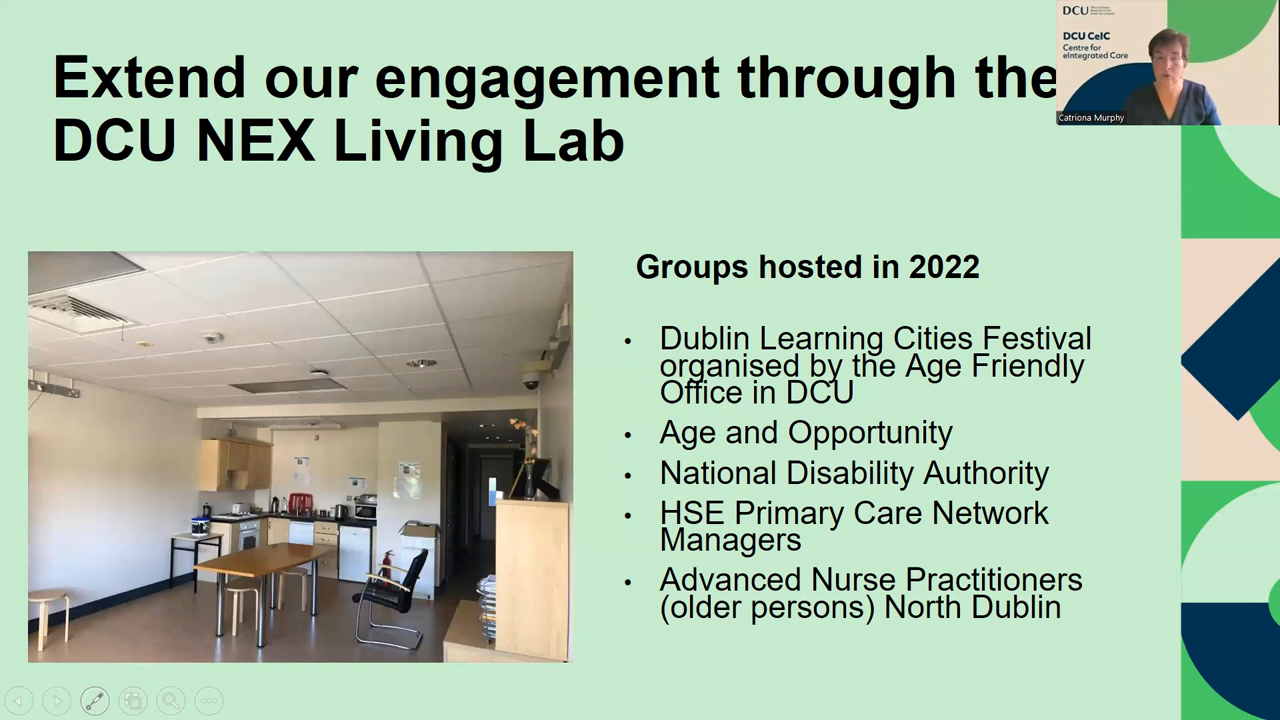 Extend our engagement through the
DCU NEX Living Lab
DCU
DCU CeIC
Centre for
eIntegrated Care
Catriona Murphy
Groups hosted in 2022
• Dublin Learning Cities Festival
organised by the Age Friendly
Office in DCU
• Age and Opportunity
• National Disability Authority
• HSE Primary Care Network
Managers
• Advanced Nurse Practitioners
(older persons) North Dublin